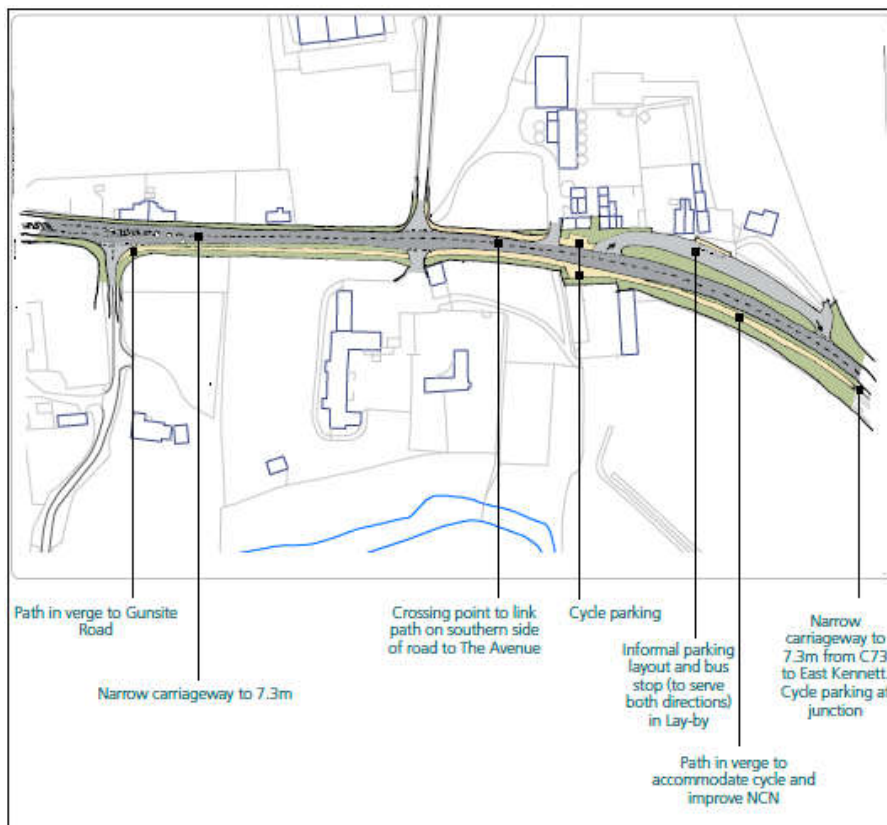 Path in verge to Gunsite
Road
Narrow carriageway to 7.3m
Crossing point to link
path on southern side
of road to The Avenue
Cycle parking
Informal parking
layout and bus
stop (to serve
both directions)
in Lay-by
Path in verge to
accommodate cycle and
improve NCN
Narrow
carriageway to
7.3m from C73
to East Kennett.
Cycle parking at
junction